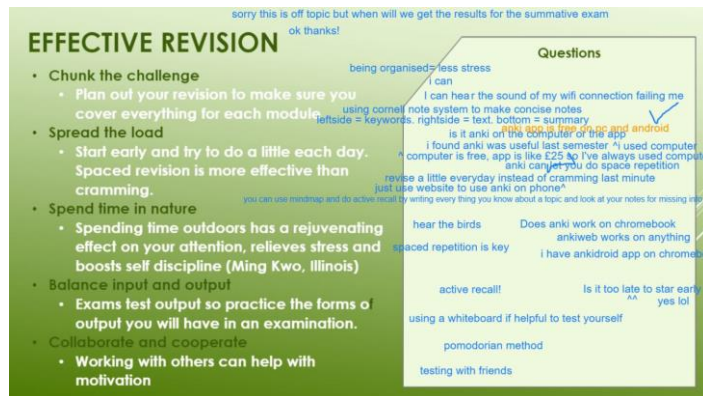 sorry this is off topic but when will we get the results for the summative exam
ok thanks!
EFFECTIVE REVISION
• Chunk the challenge
• Plan out your revision to make sure you
cover everything for each module
• Spread the load
• Start early and try to do a little each day.
Spaced revision is more effective than
cramming.
• Spend time in nature
• Spending time outdoors has a rejuvenating
effect on your attention, relieves stress and
boosts self discipline (Ming Kwo, Illinois)
• Balance input and output
• Exams test output so practice the forms of
output you will have in an examination.
• Collaborate and cooperate
• Working with others can help with
motivation
Questions
being organised= less stress
i can
I can hear the sound of my wifi connection failing me
using cornell note system to make concise notes
leftside = keywords. rightside = text. bottom = summary
anki app is free on pc and android
is it anki on the computer or the app
i found anki was useful last semester
^i used computer
^ computer is free, app is like £25 so I've always used comput
anki can let you do space repetition
revise a little everyday instead of cramming last minute
just use website to use anki on phone^
you can use mindmap and do active recall by writing every thing you know about a topic and look at your notes for missing info
hear the birds
Does anki work on chromebook
ankiweb works on anything
spaced repetition is key
i have ankidroid app on chromeb
active recall!
Is it too late to star early
^^
yes lol
using a whiteboard if helpful to test yourself
pomodorian method
testing with friends